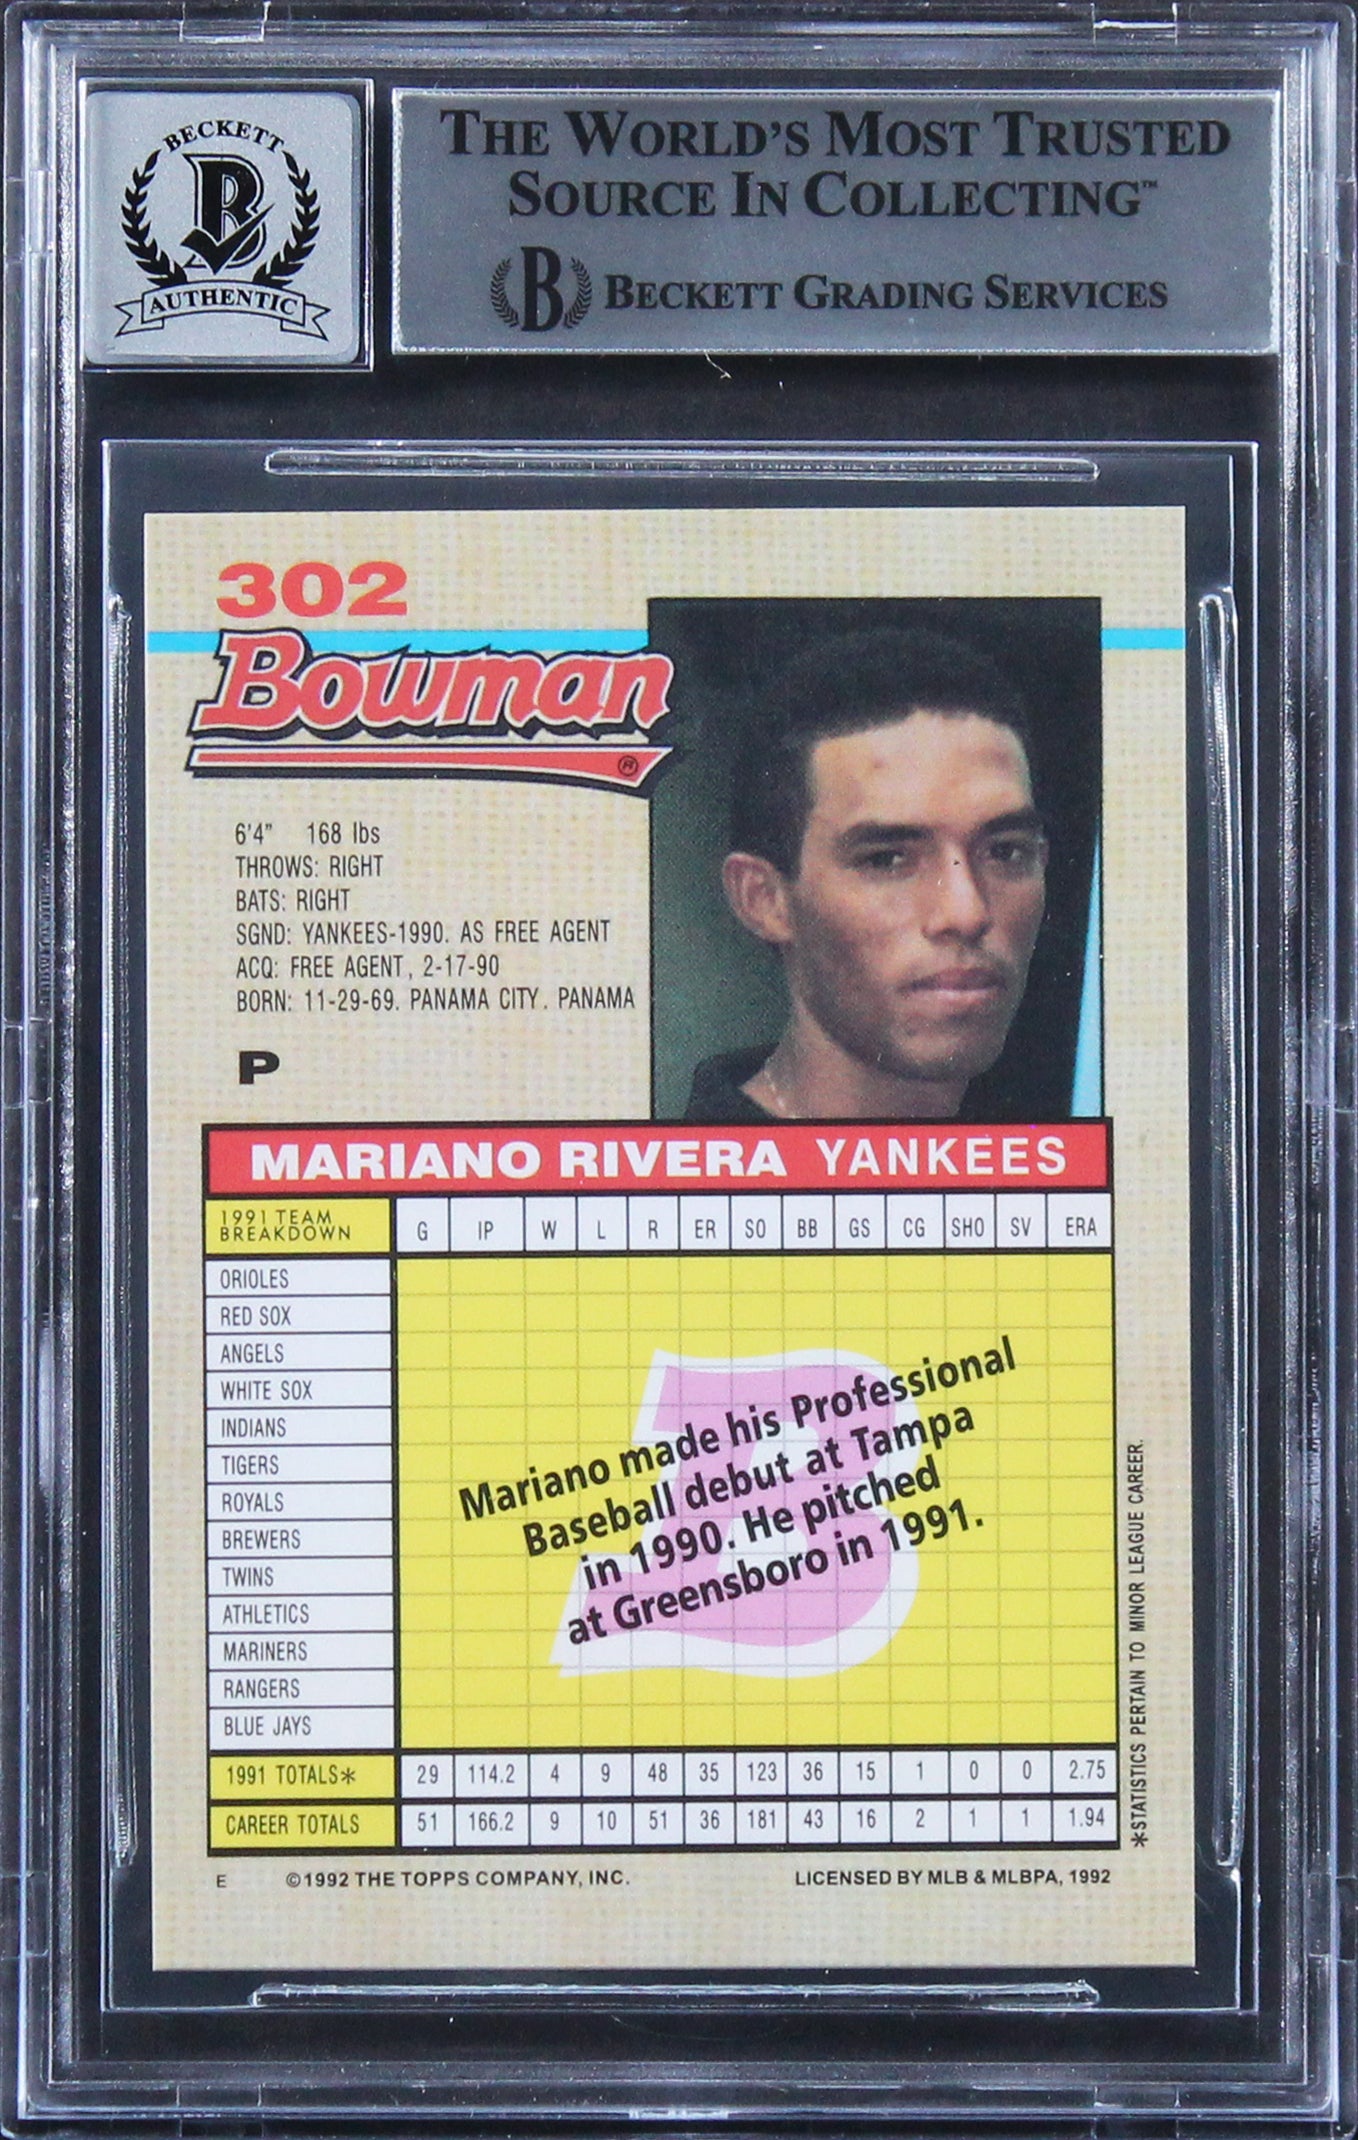 BECKETT
B
AUTHENTIC
THE WORLD'S MOST TRUSTED
SOURCE IN COLLECTING™
B BECKETT GRADING SERVICES
302
Bowman®
6'4" 168 lbs
THROWS: RIGHT
BATS: RIGHT
SGND: YANKEES-1990. AS FREE AGENT
ACQ: FREE AGENT, 2-17-90
BORN: 11-29-69. PANAMA CITY. PANAMA
P
MARIANO RIVERA YANKEES
1991 TEAM
BREAKDOWN G IP W L R ER SO BB GS CG SHO SV ERA
ORIOLES
RED SOX
ANGELS
WHITE SOX
INDIANS
TIGERS
ROYALS
BREWERS
TWINS
ATHLETICS
MARINERS
RANGERS
BLUE JAYS
B
Mariano made his Professional
Baseball debut at Tampa
in 1990. He pitched
at Greensboro in 1991.
1991 TOTALS* 29 114.2 4 9 48 35 123 36 15 1 0 0 2.75
CAREER TOTALS 51 166.2 9 10 51 36 181 43 16 2 1 1 1.94
*STATISTICS PERTAIN TO MINOR LEAGUE CAREER.
E ©1992 THE TOPPS COMPANY, INC. LICENSED BY MLB & MLBPA, 1992